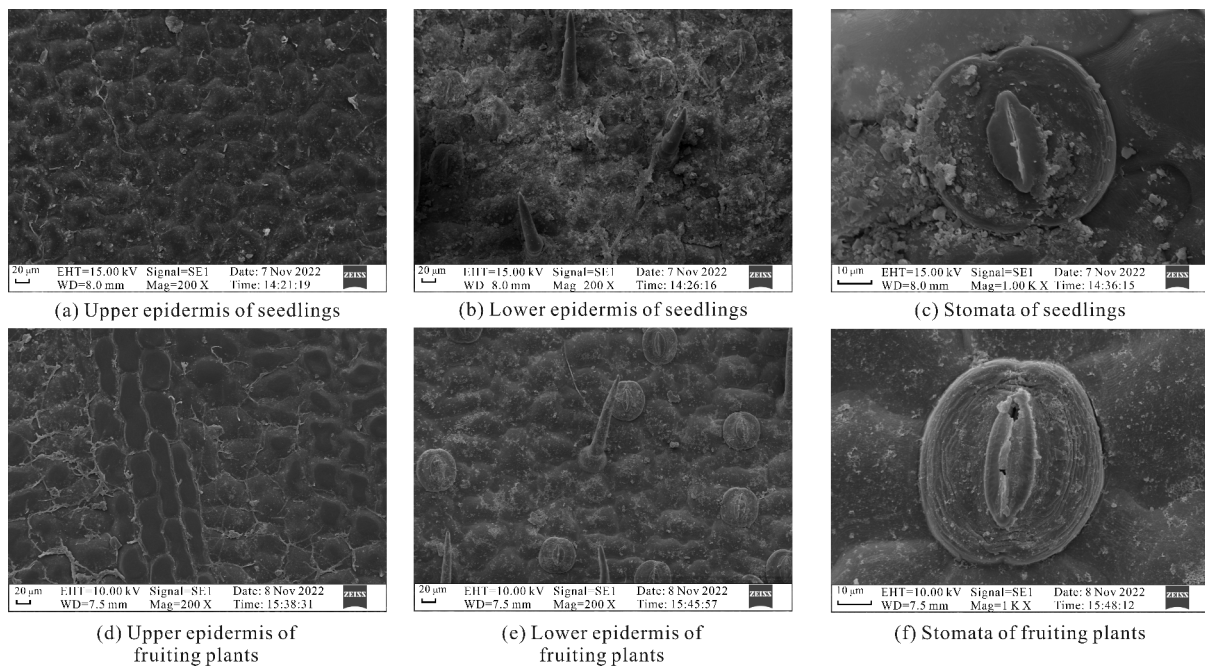 20 μm EHT=15.00 kV Signal=SE1 Date: 7 Nov 2022 ZEISS
WD=8.0 mm Mag=200 X Time: 14:21:19
20 μm EHT=15.00 kV Signal=SE1 Date: 7 Nov 2022 ZEISS
WD 8.0 mm Mag 200 X Time: 14:26:16
10 μm EHT=15.00 kV Signal=SE1 Date: 7 Nov 2022 ZEISS
WD=8.0 mm Mag=1.00 K X Time: 14:36:15
(a) Upper epidermis of seedlings
(b) Lower epidermis of seedlings
(c) Stomata of seedlings
20 μm EHT=10.00 kV Signal=SE1 Date: 8 Nov 2022 ZEISS
WD=7.5 mm Mag=200 X Time: 15:38:31
20 μm EHT=10.00 kV Signal=SE1 Date: 8 Nov 2022 ZEISS
WD=7.5 mm Mag=200 X Time: 15:45:57
10 μm EHT=10.00 kV Signal=SE1 Date: 8 Nov 2022 ZEISS
WD=7.5 mm Mag=1 K X Time: 15:48:12
(d) Upper epidermis of
fruiting plants
(e) Lower epidermis of
fruiting plants
(f) Stomata of fruiting plants